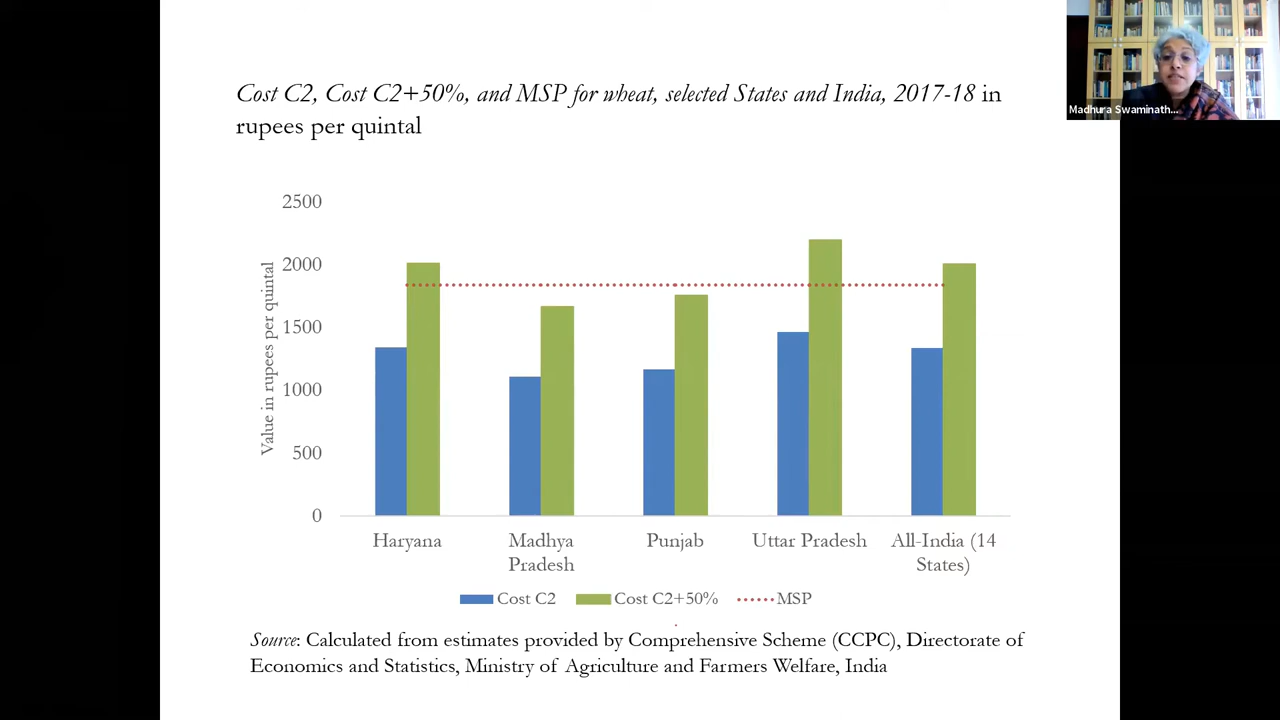 Cost C2, Cost C2+50%, and MSP for wheat, selected States and India, 2017-18 in
rupees per quintal
Madhura Swaminath...
Value in rupees per quintal
2500
2000
1500
1000
500
0
Haryana
Madhya
Pradesh
Punjab
Uttar Pradesh
All-India (14
States)
Cost C2
Cost C2+50%
MSP
Source: Calculated from estimates provided by Comprehensive Scheme (CCPC), Directorate of
Economics and Statistics, Ministry of Agriculture and Farmers Welfare, India